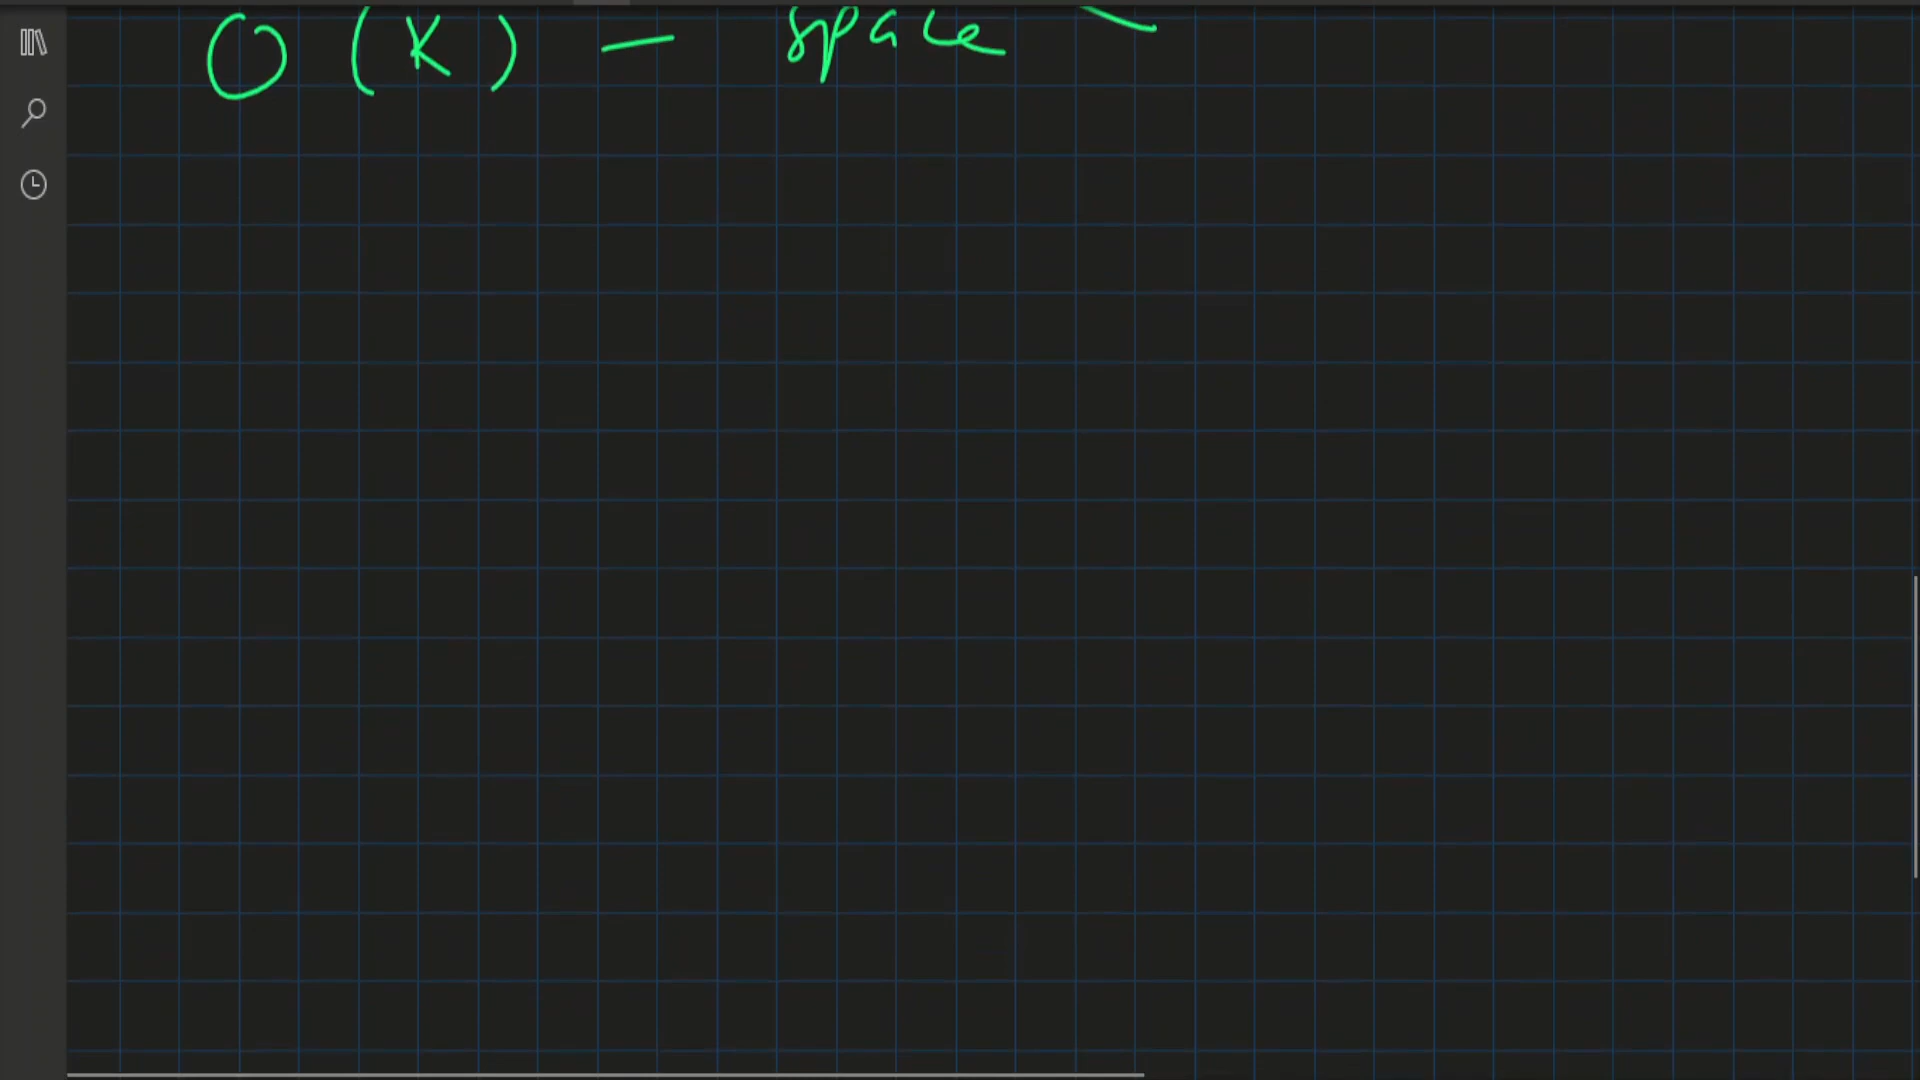 O (K) — space